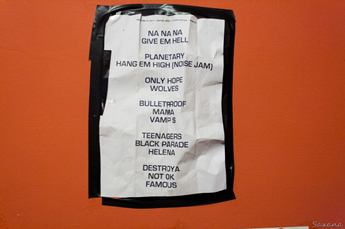 NA NA NA
GIVE EM HELL
PLANETARY
HANG EM HIGH (NOISE JAM)
ONLY HOPE
WOLVES
BULLETPROOF
MAMA
VAMPS
TEENAGERS
BLACK PARADE
HELENA
DESTROYA
NOT OK
FAMOUS